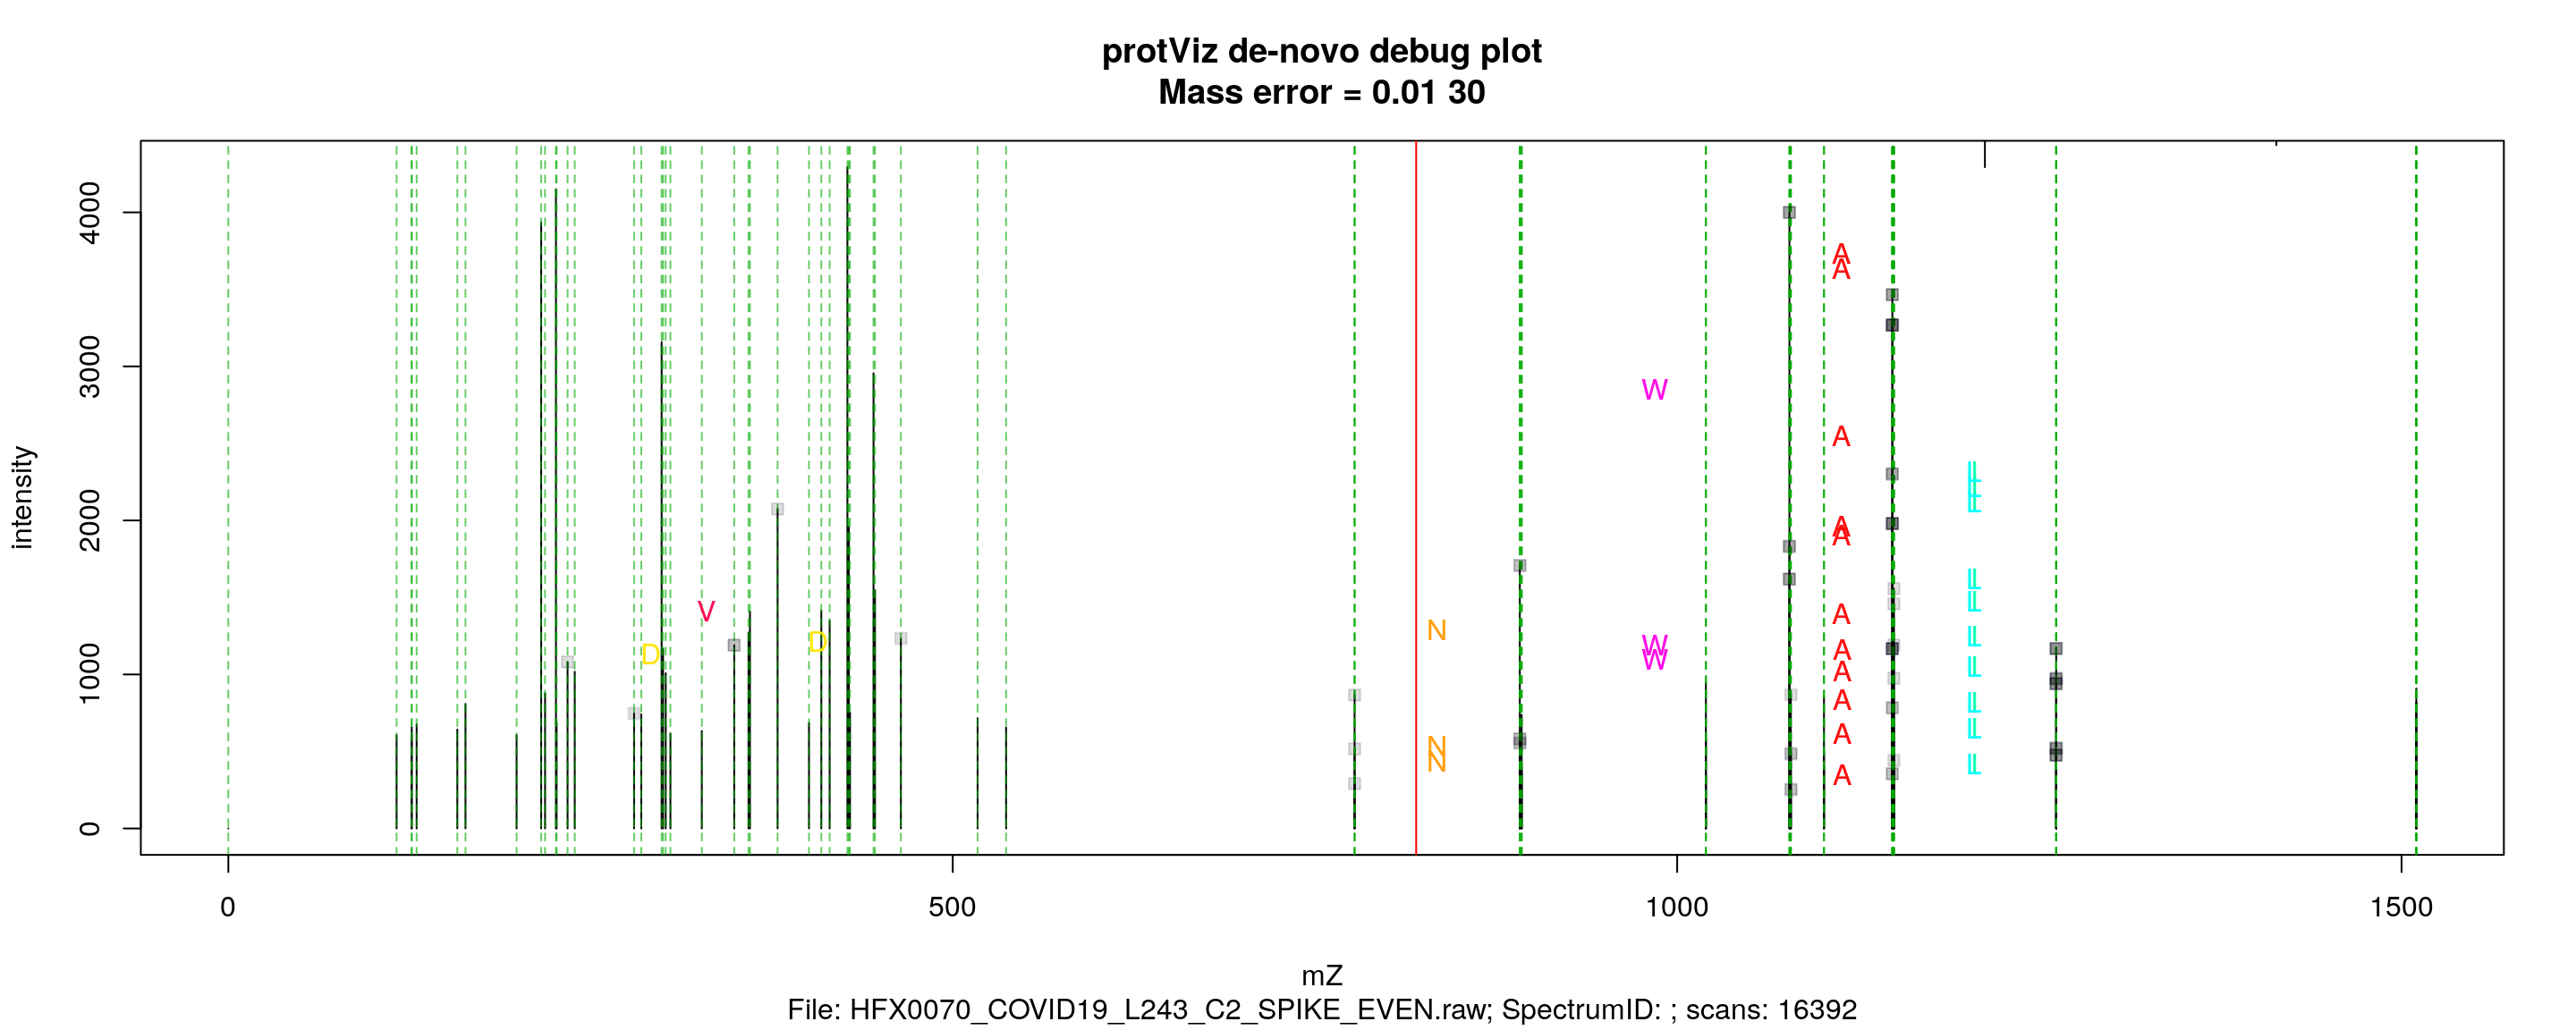 protViz de-novo debug plot
Mass error = 0.01 30
intensity
4000
3000
2000
1000
0
A
A
W
A
L
L
L
A
A
L
V
L
A
N
D
D
W
A
L
W
L
A
A
L
N
A
L
N
L
A
0
500
1000
1500
mZ
File: HFX0070_COVID19_L243_C2_SPIKE_EVEN.raw; SpectrumID: ; scans: 16392